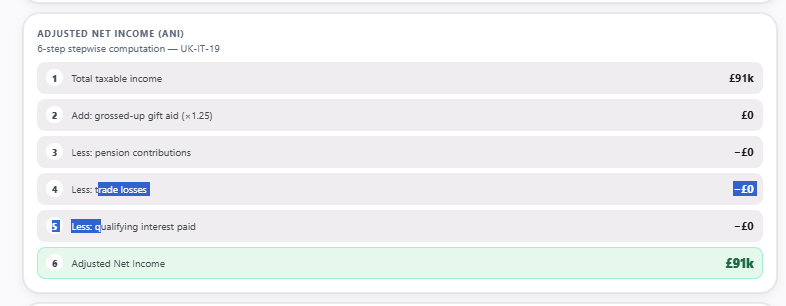 ADJUSTED NET INCOME (ANI)
6-step stepwise computation — UK-IT-19
1 Total taxable income £91k
2 Add: grossed-up gift aid (×1.25) £0
3 Less: pension contributions −£0
4 Less: trade losses −£0
5 Less: qualifying interest paid −£0
6 Adjusted Net Income £91k